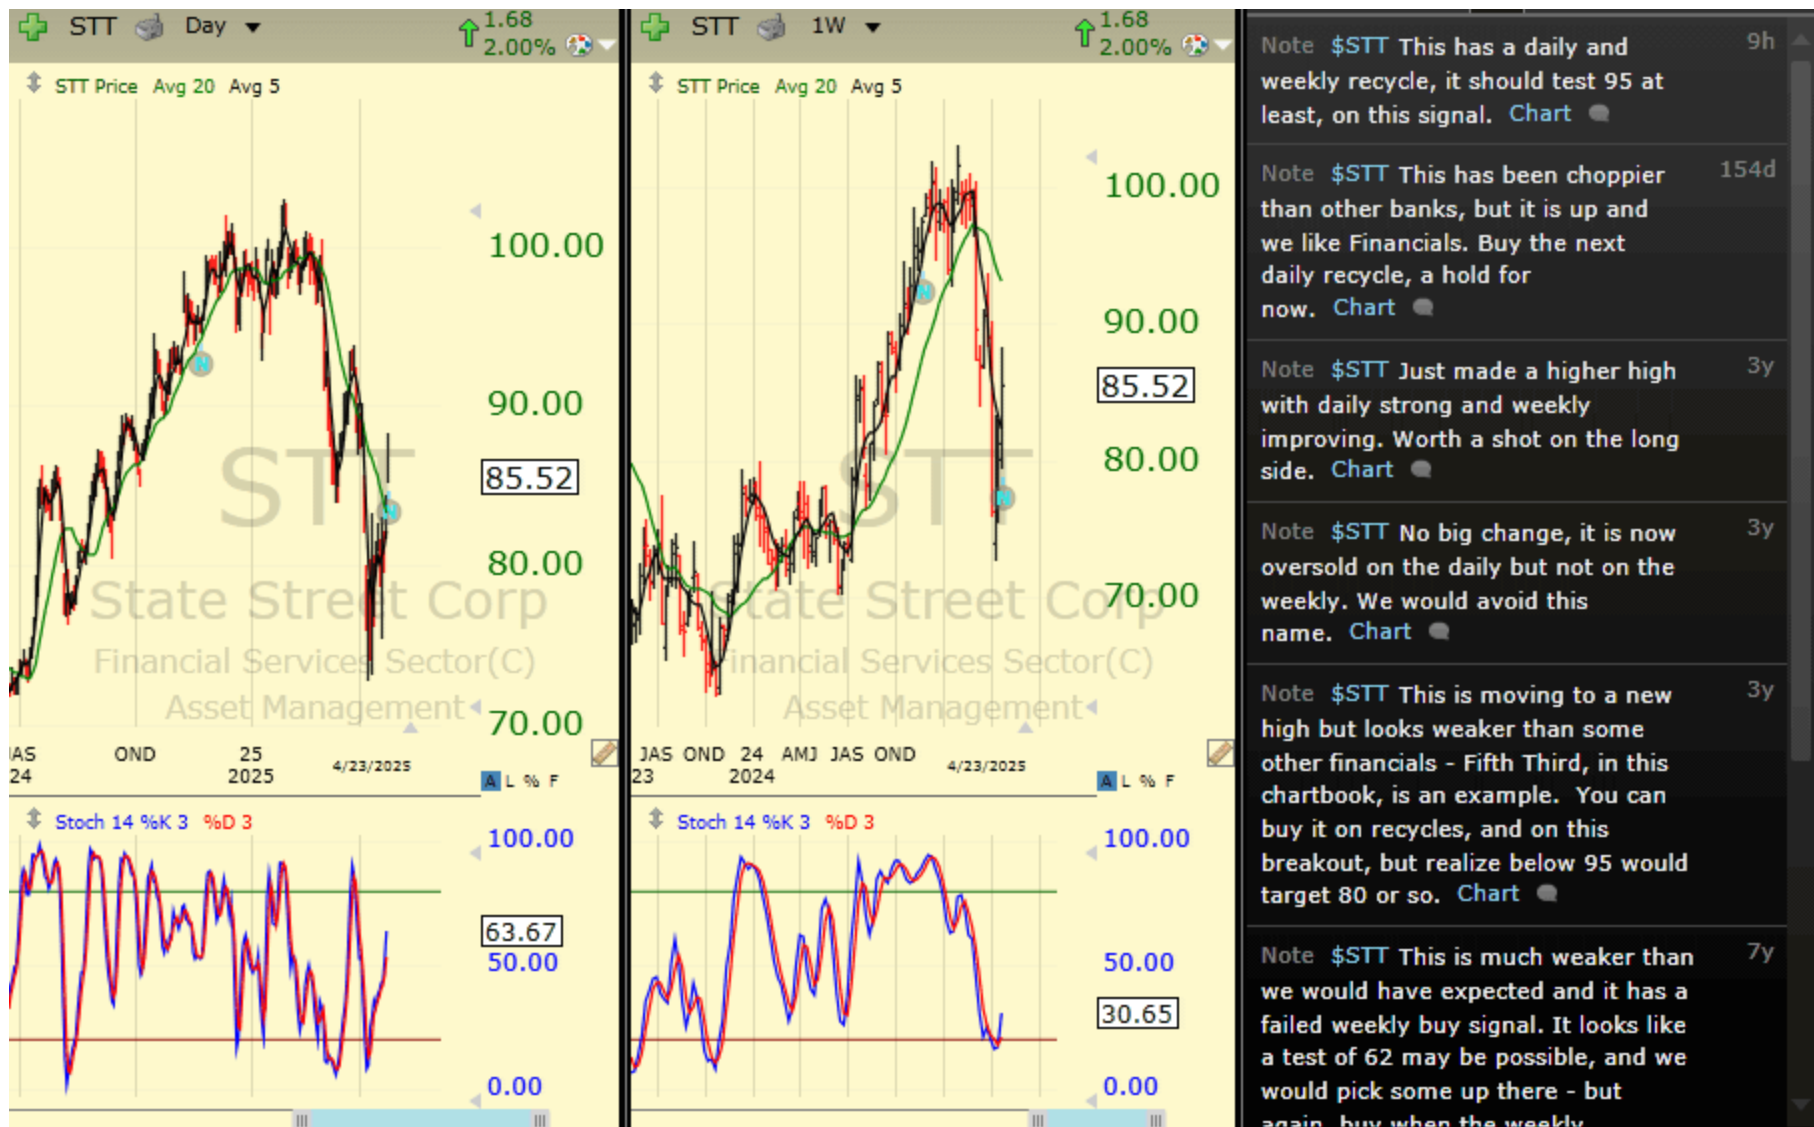 STT Day
1.68
2.00%
STT Price Avg 20 Avg 5
100.00
90.00
85.52
80.00
70.00
STT
State Street Corp
Financial Services Sector(C)
Asset Management
JAS OND 25
24 2025 4/23/2025
A L % F
Stoch 14 %K 3 %D 3
100.00
63.67
50.00
0.00
STT 1W
1.68
2.00%
STT Price Avg 20 Avg 5
100.00
90.00
85.52
80.00
70.00
STT
State Street Corp
Financial Services Sector(C)
Asset Management
JAS OND 24 AMJ JAS OND
23 2024 4/23/2025
A L % F
Stoch 14 %K 3 %D 3
100.00
50.00
30.65
0.00
Note $STT This has a daily and 9h
weekly recycle, it should test 95 at
least, on this signal. Chart
Note $STT This has been choppier 154d
than other banks, but it is up and
we like Financials. Buy the next
daily recycle, a hold for
now. Chart
Note $STT Just made a higher high 3y
with daily strong and weekly
improving. Worth a shot on the long
side. Chart
Note $STT No big change, it is now 3y
oversold on the daily but not on the
weekly. We would avoid this
name. Chart
Note $STT This is moving to a new 3y
high but looks weaker than some
other financials - Fifth Third, in this
chartbook, is an example. You can
buy it on recycles, and on this
breakout, but realize below 95 would
target 80 or so. Chart
Note $STT This is much weaker than 7y
we would have expected and it has a
failed weekly buy signal. It looks like
a test of 62 may be possible, and we
would pick some up there - but
again, buy when the weekly